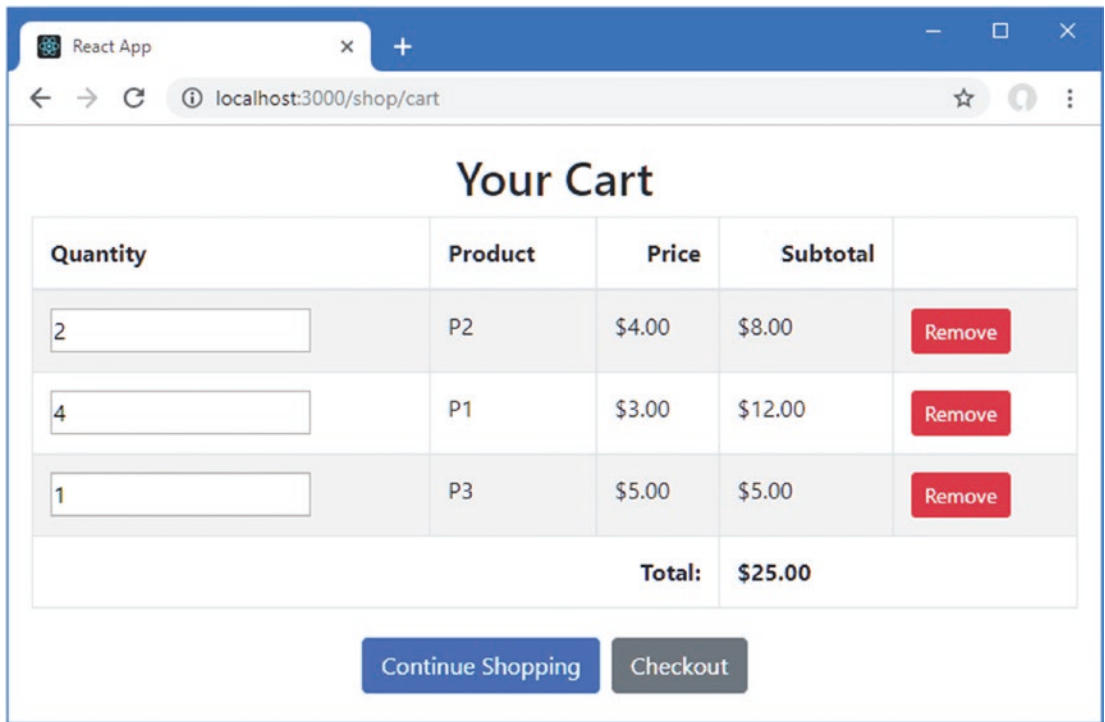 React App
localhost:3000/shop/cart
Your Cart
Quantity Product Price Subtotal
2 P2 $4.00 $8.00 Remove
4 P1 $3.00 $12.00 Remove
1 P3 $5.00 $5.00 Remove
Total: $25.00
Continue Shopping Checkout